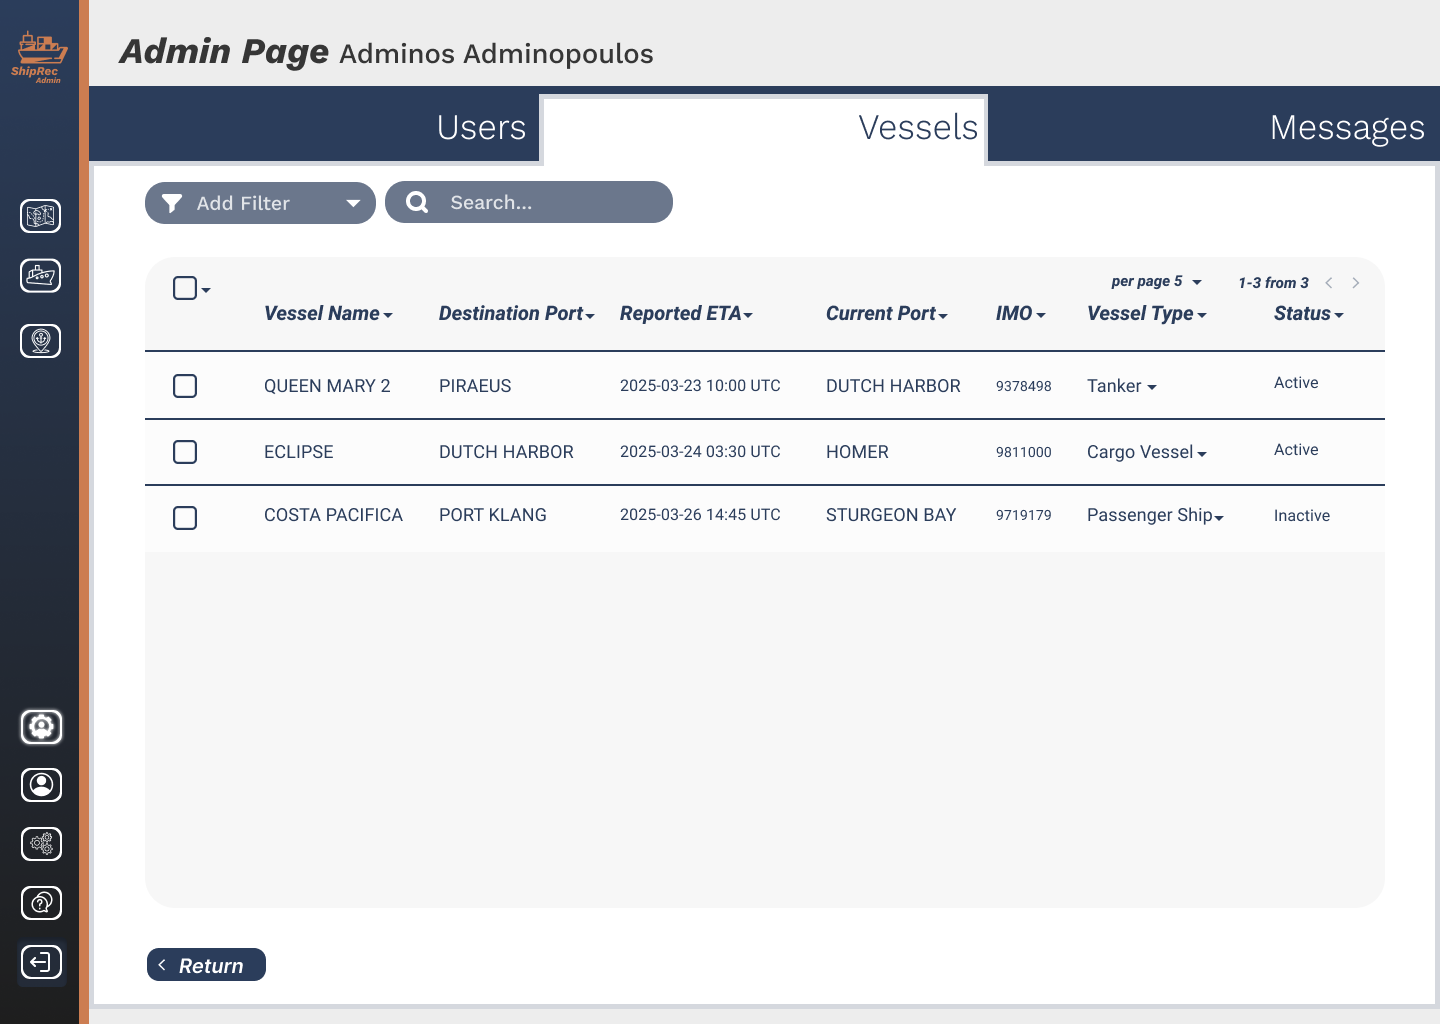 ShipRec
Admin
Admin Page Adminos Adminopoulos
Users Vessels Messages
Add Filter Search...
per page 5 1-3 from 3
Vessel Name Destination Port Reported ETA Current Port IMO Vessel Type Status
QUEEN MARY 2 PIRAEUS 2025-03-23 10:00 UTC DUTCH HARBOR 9378498 Tanker Active
ECLIPSE DUTCH HARBOR 2025-03-24 03:30 UTC HOMER 9811000 Cargo Vessel Active
COSTA PACIFICA PORT KLANG 2025-03-26 14:45 UTC STURGEON BAY 9719179 Passenger Ship Inactive
< Return